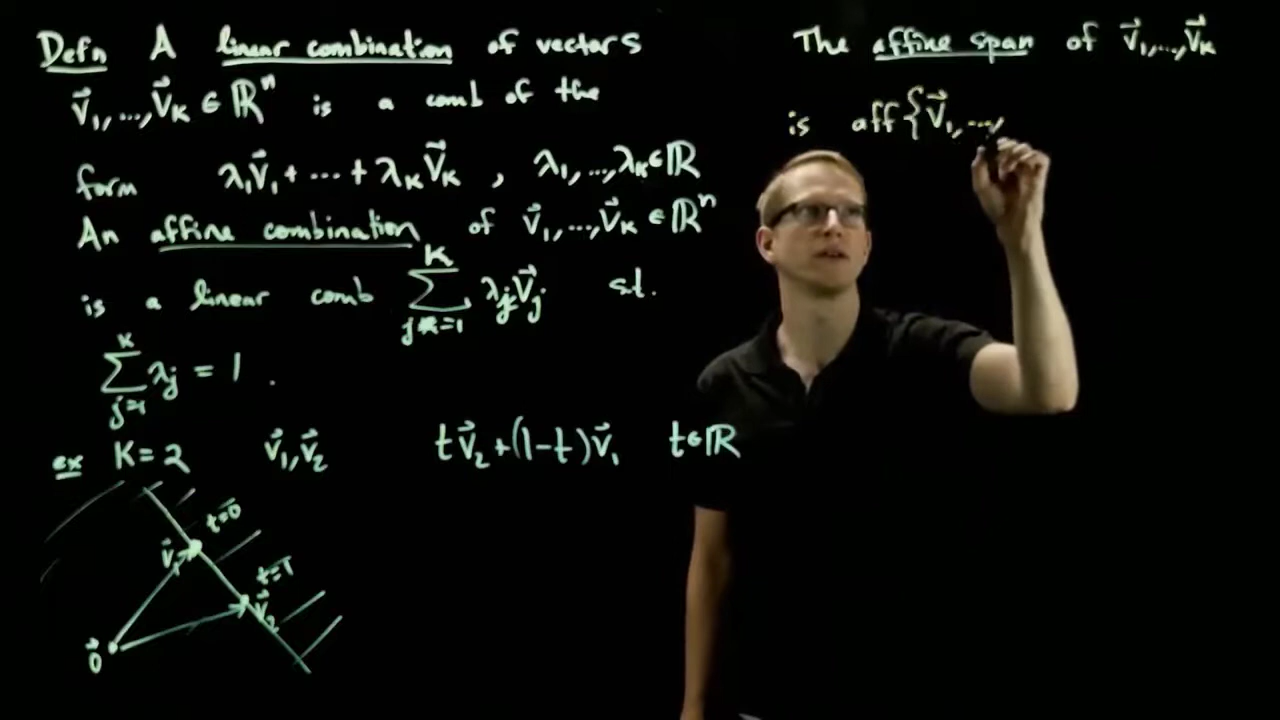 Defn A linear combination of vectors
v⃗₁,...,v⃗ₖ ∈ ℝⁿ is a comb of the
form λ₁v⃗₁ + ... + λₖv⃗ₖ , λ₁,...,λₖ ∈ ℝ
An affine combination of v⃗₁,...,v⃗ₖ ∈ ℝⁿ
is a linear comb ∑ⱼ₌₁ᴷ λⱼv⃗ⱼ s.t.
∑ⱼ₌₁ᴷ λⱼ = 1 .
ex K=2 v⃗₁,v⃗₂ tv⃗₂+(1-t)v⃗₁ t∈ℝ
t=0
v⃗₁
t=1
v⃗₂
0⃗
The affine span of v⃗₁,...,v⃗ₖ
is aff{v⃗₁,...,